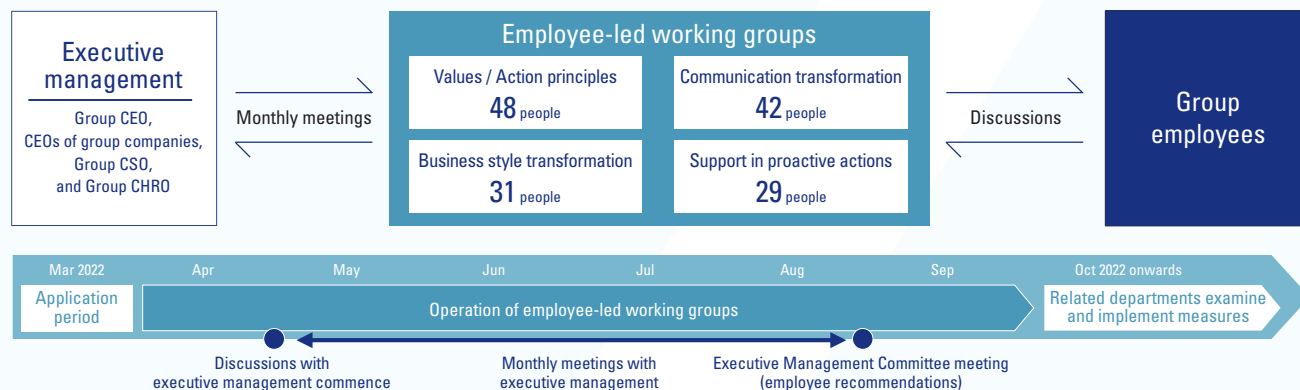 Executive
management
Group CEO,
CEOs of group companies,
Group CSO,
and Group CHRO
Monthly meetings
Employee-led working groups
Values / Action principles
48 people
Communication transformation
42 people
Business style transformation
31 people
Support in proactive actions
29 people
Discussions
Group
employees
Mar 2022
Apr
May
Jun
Jul
Aug
Sep
Oct 2022 onwards
Application
period
Operation of employee-led working groups
Related departments examine
and implement measures
Discussions with
executive management commence
Monthly meetings with
executive management
Executive Management Committee meeting
(employee recommendations)